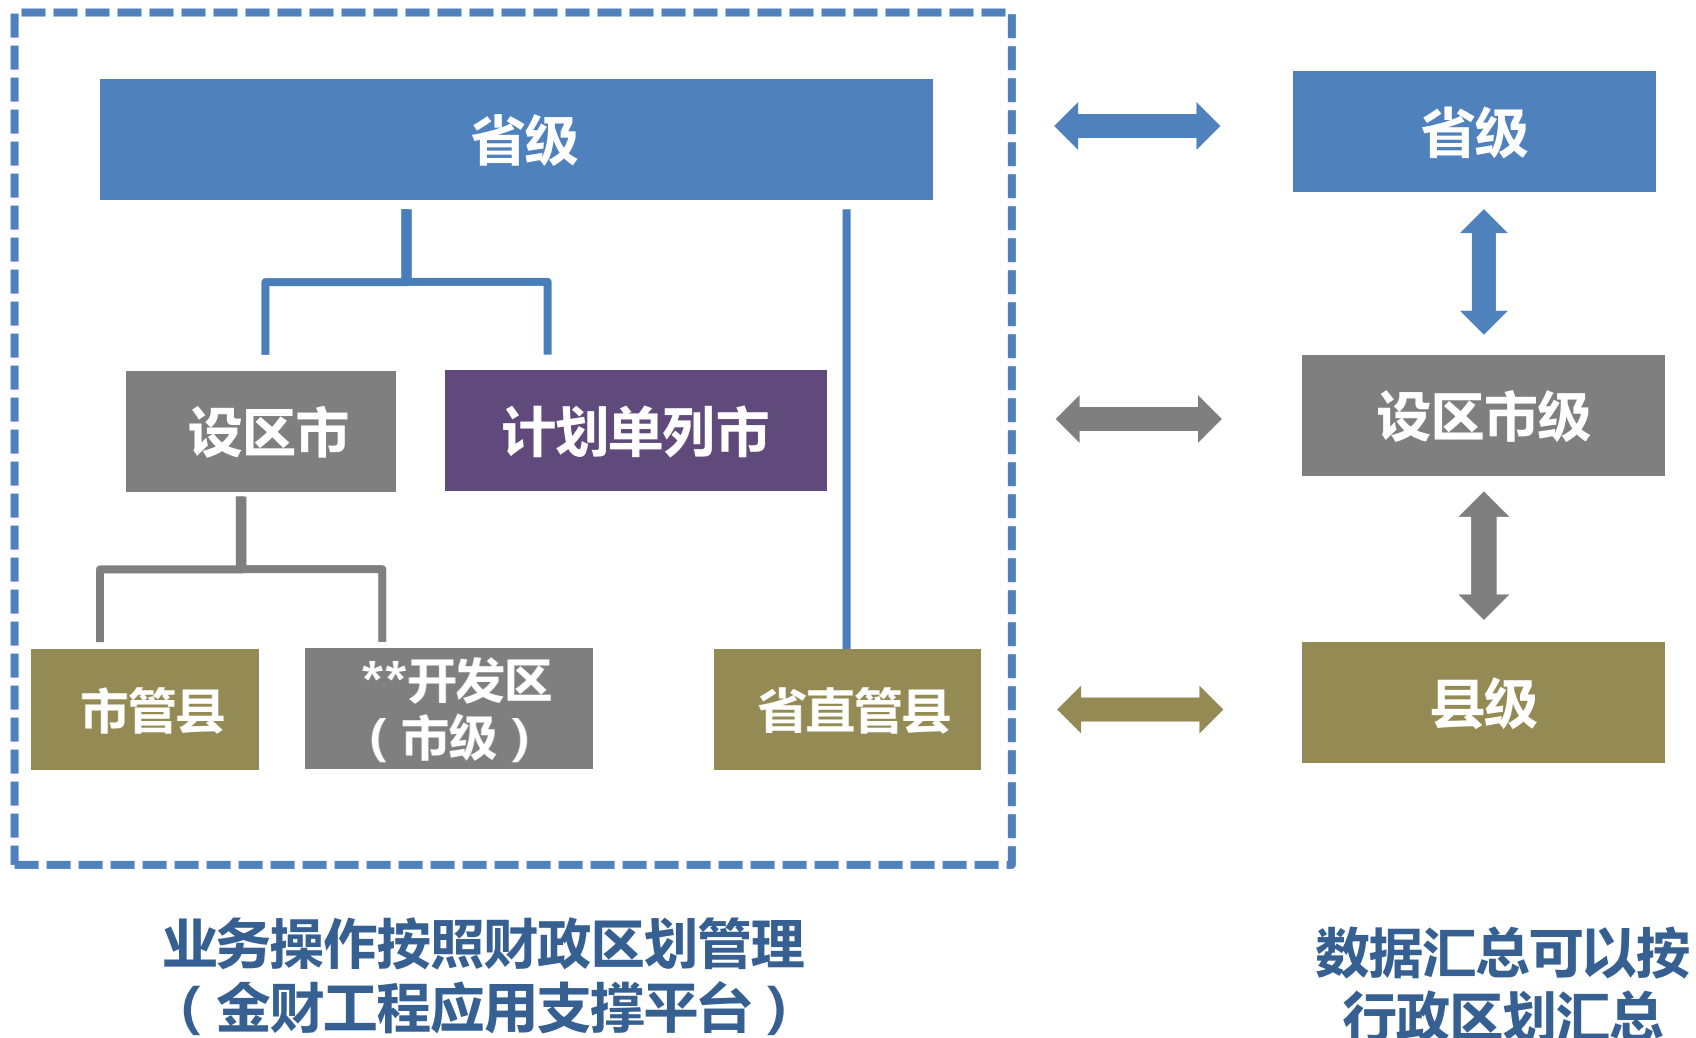 省级
省级
设区市
计划单列市
设区市级
市管县
**开发区
（市级）
省直管县
县级
业务操作按照财政区划管理
（金财工程应用支撑平台）
数据汇总可以按
行政区划汇总